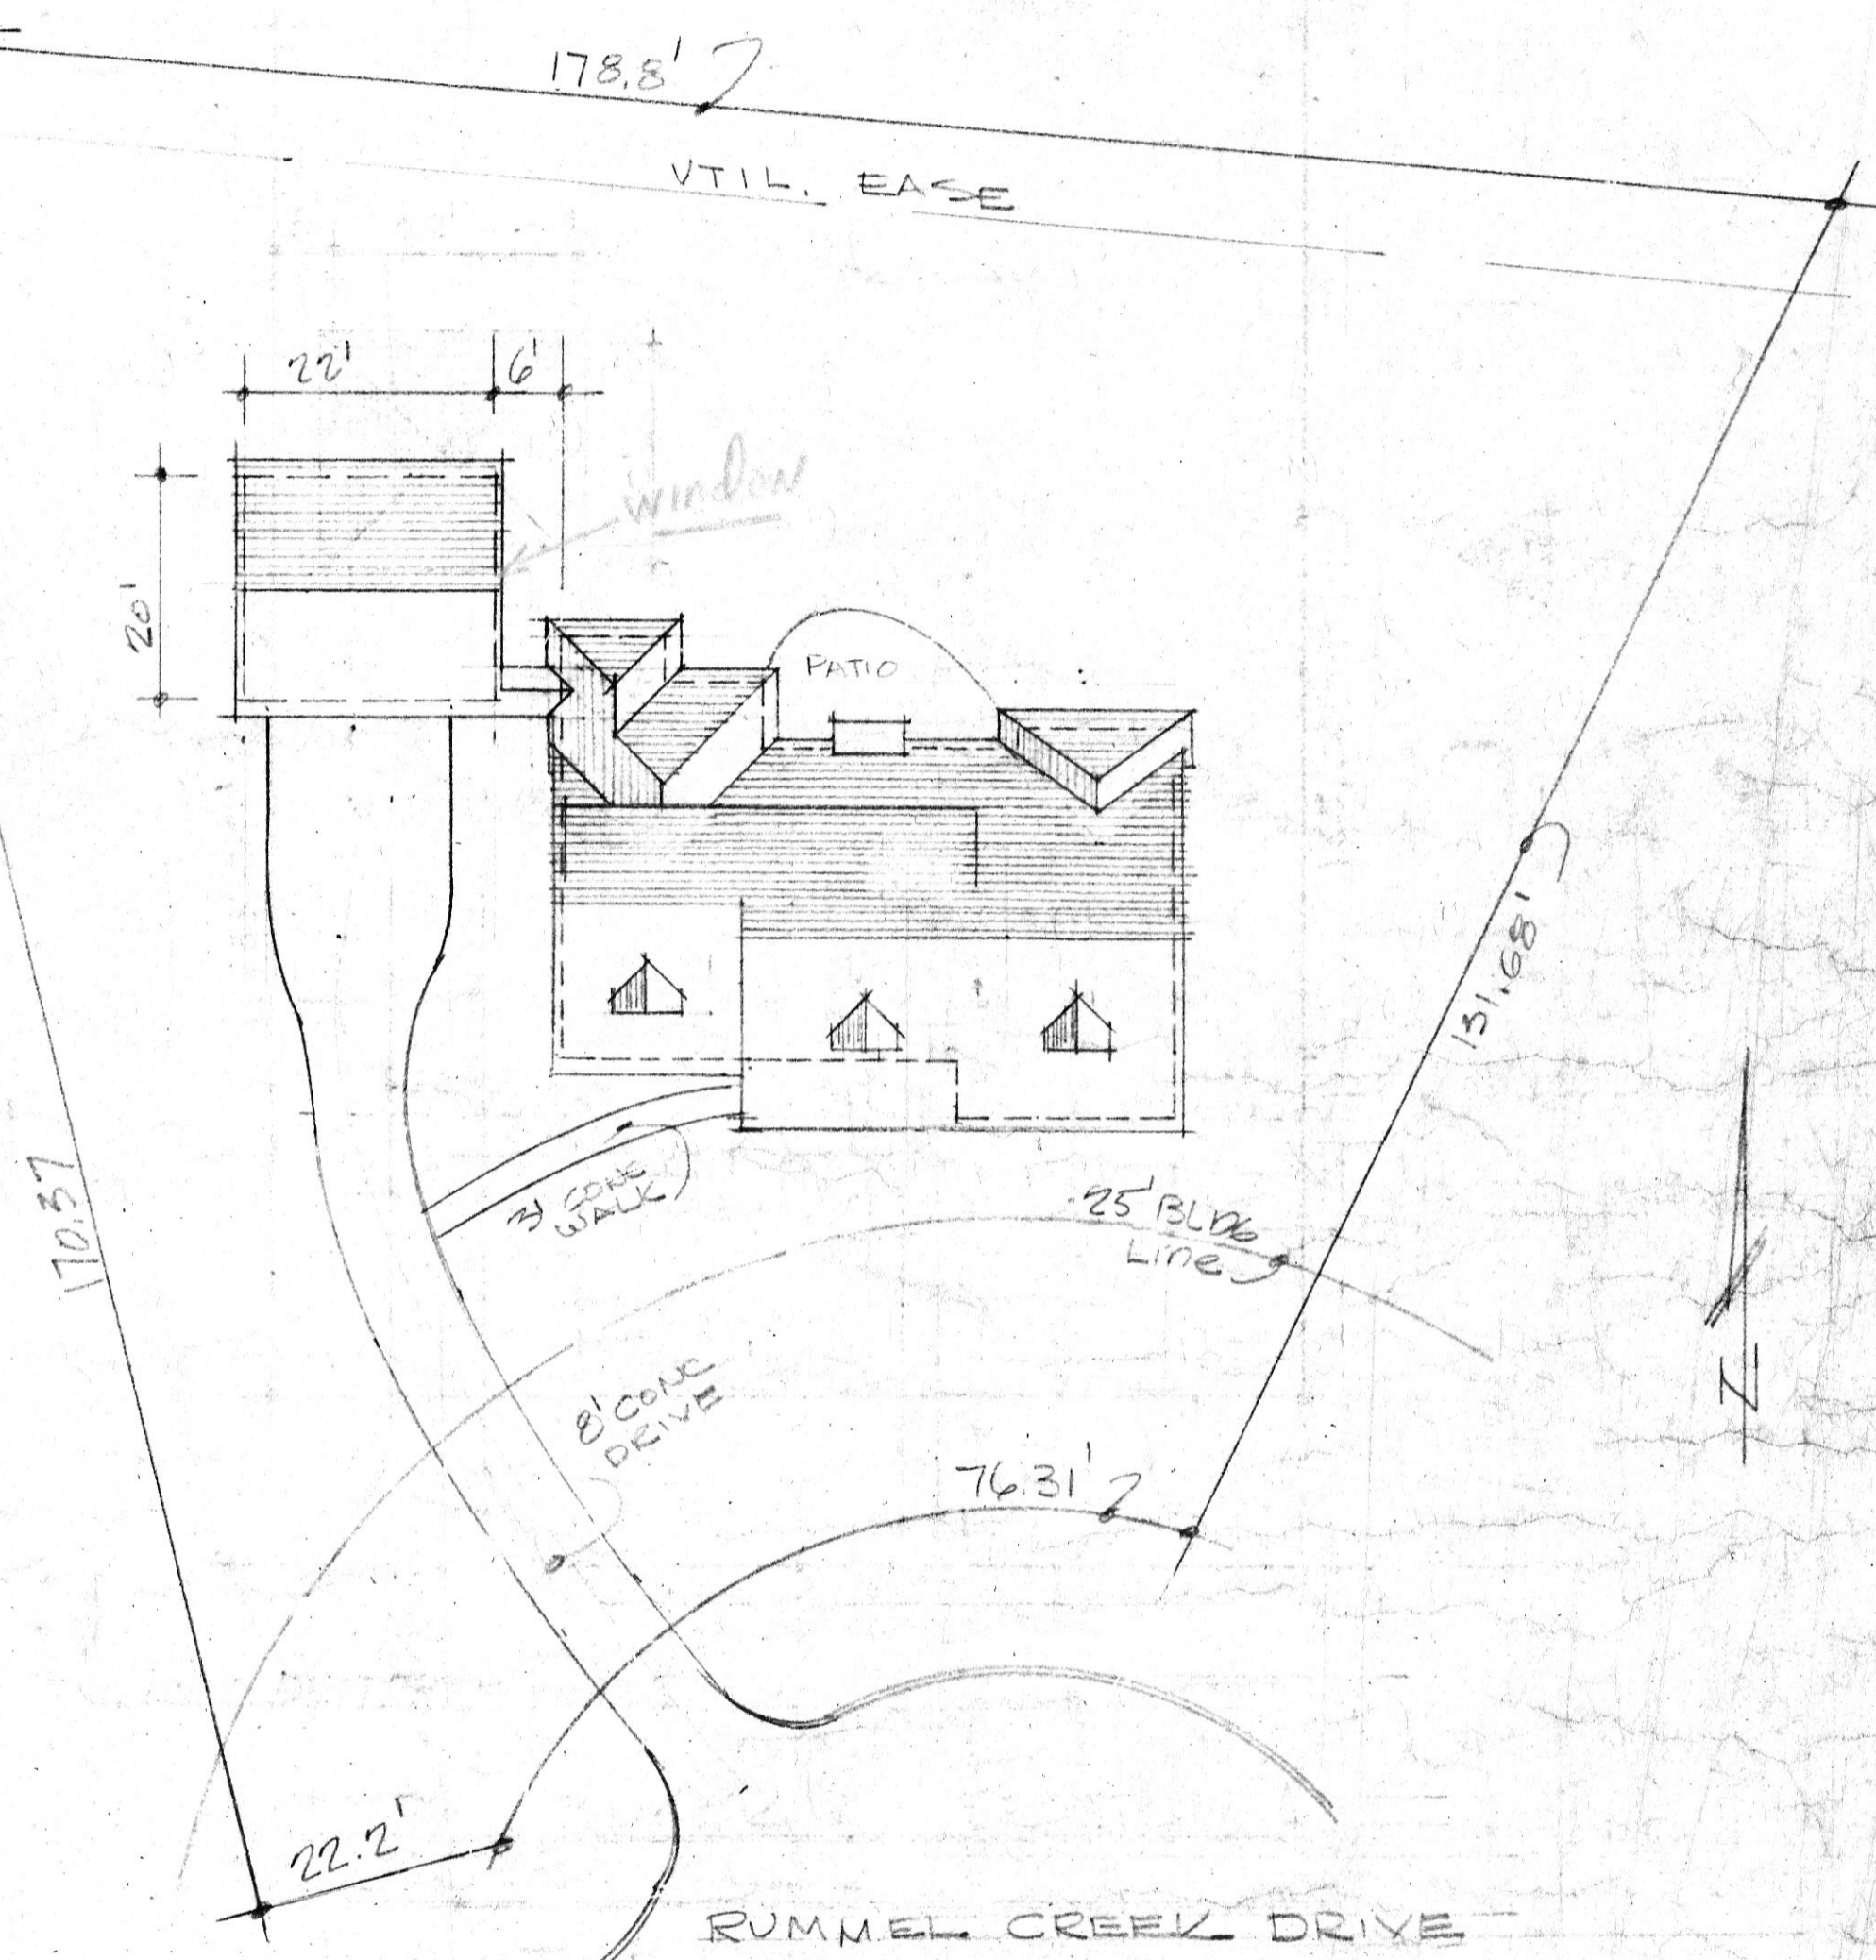 178.8'
UTIL. EASE
22'
6'
window
20'
PATIO
131.68'
170.37
3' CONC
WALK
25' BLDG
Line
N
8' CONC
DRIVE
76.31'
22.2'
RUMMEL CREEK DRIVE